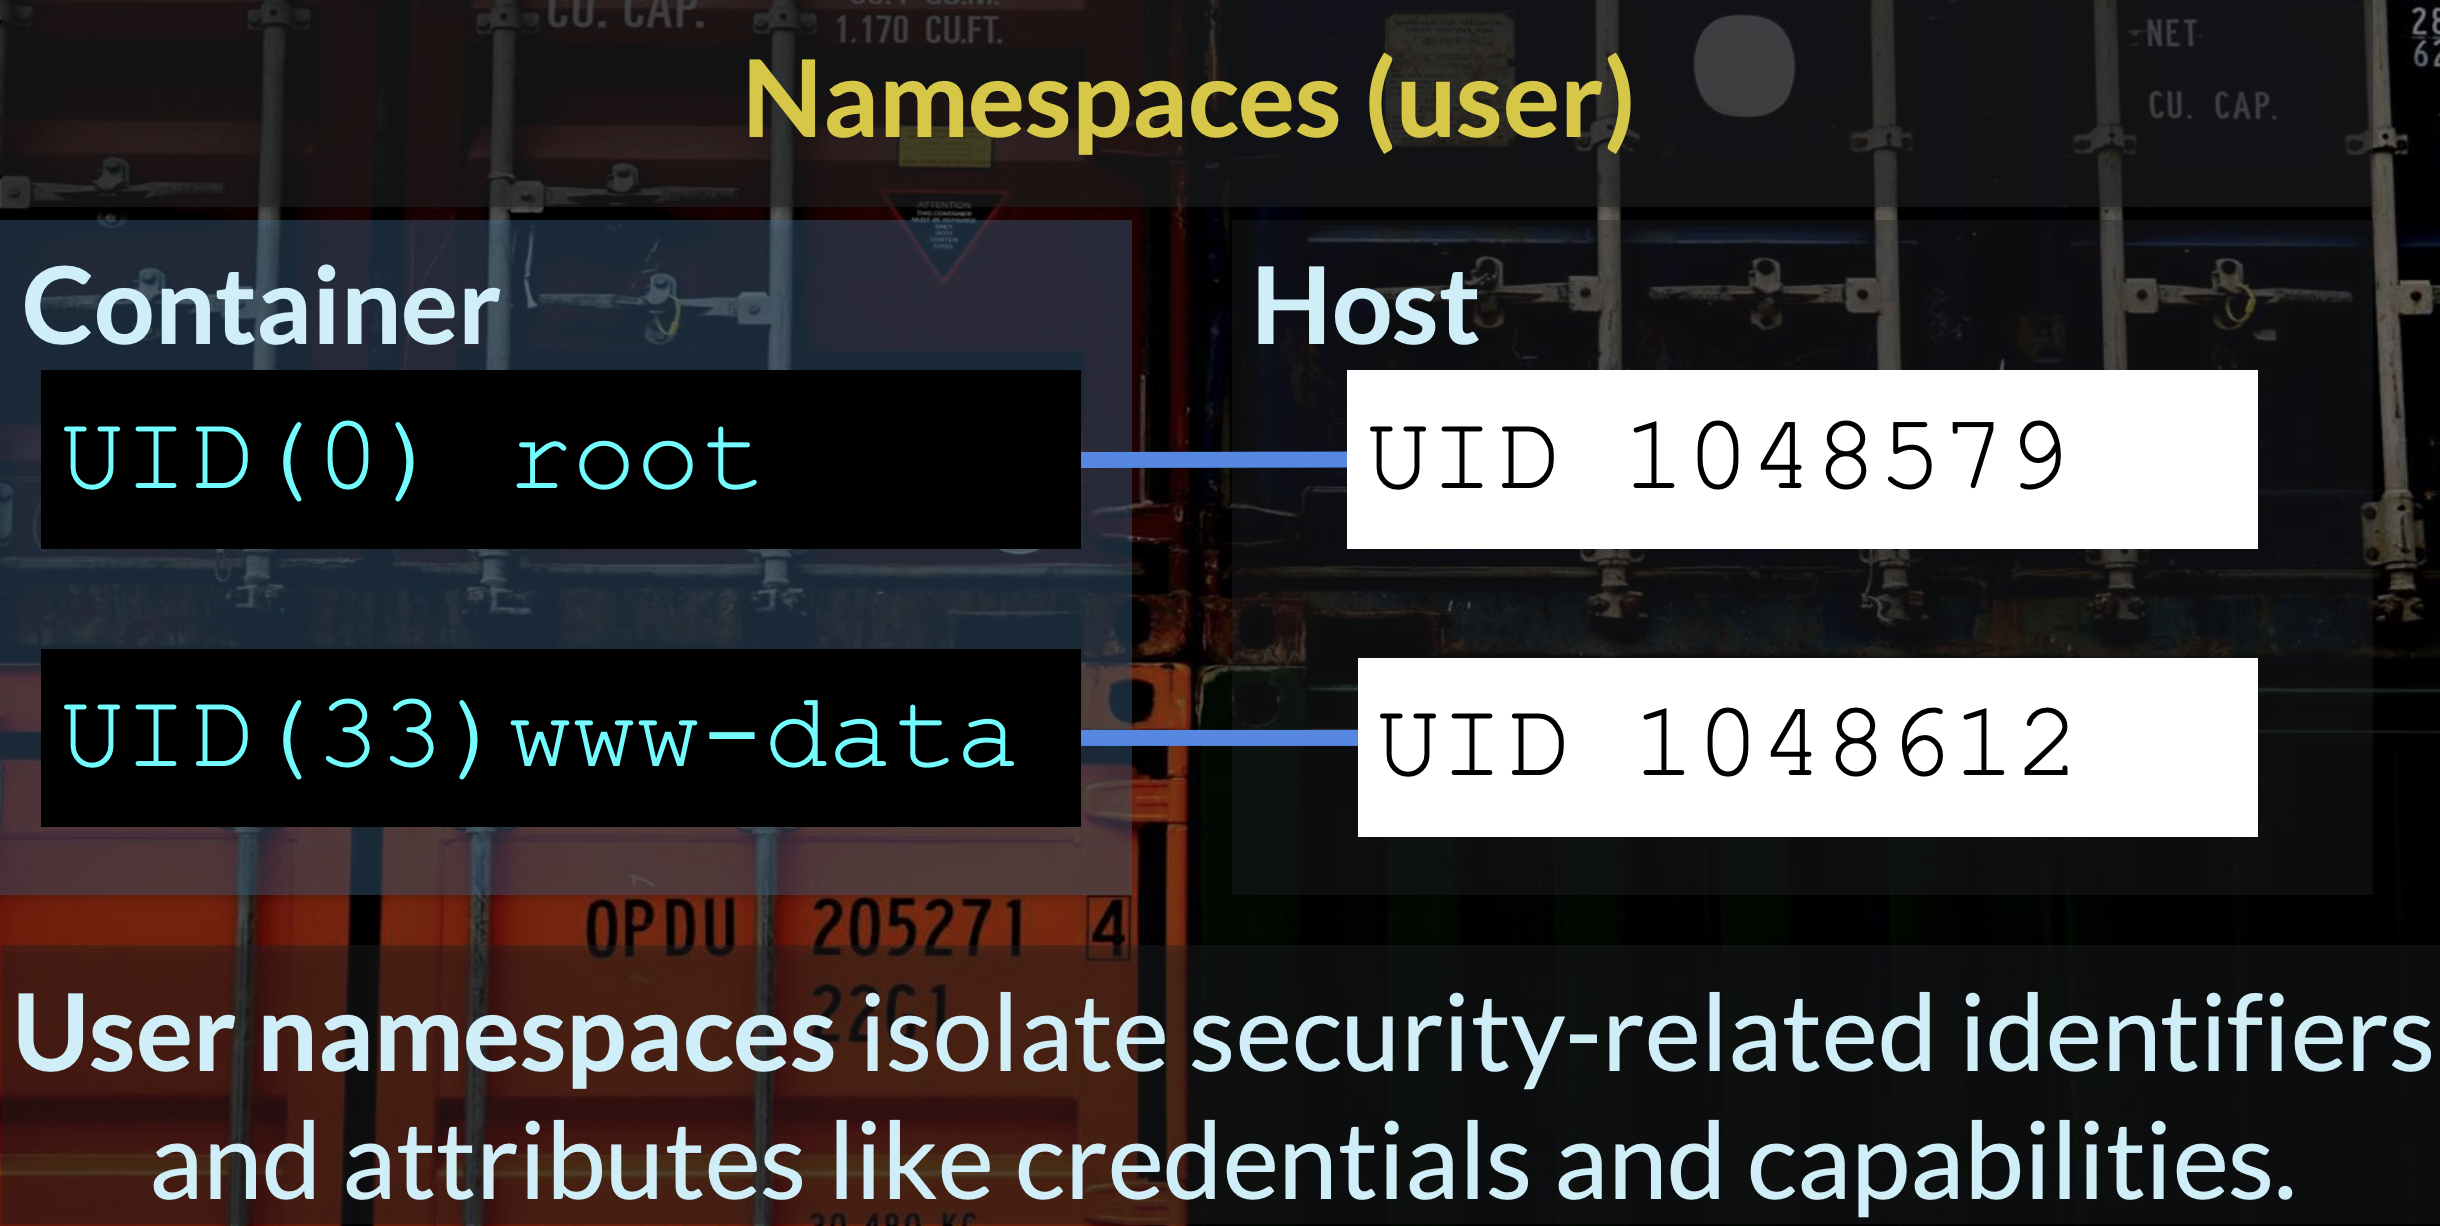 CU. CAP.
1.170 CU.FT.
NET
CU. CAP.
Namespaces (user)
ATTENTION
Container
Host
UID(0) root
UID 1048579
UID(33)www-data
UID 1048612
OPDU 205271 4
22G1
User namespaces isolate security-related identifiers
and attributes like credentials and capabilities.